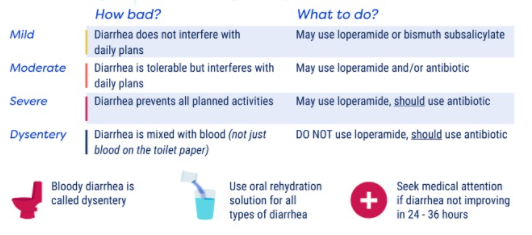 How bad? What to do?
Mild Diarrhea does not interfere with May use loperamide or bismuth subsalicylate
daily plans
Moderate Diarrhea is tolerable but interferes with May use loperamide and/or antibiotic
daily plans
Severe Diarrhea prevents all planned activities May use loperamide, should use antibiotic
Dysentery Diarrhea is mixed with blood (not just DO NOT use loperamide, should use antibiotic
blood on the toilet paper)
Bloody diarrhea is
called dysentery
Use oral rehydration
solution for all
types of diarrhea
Seek medical attention
if diarrhea not improving
in 24 - 36 hours